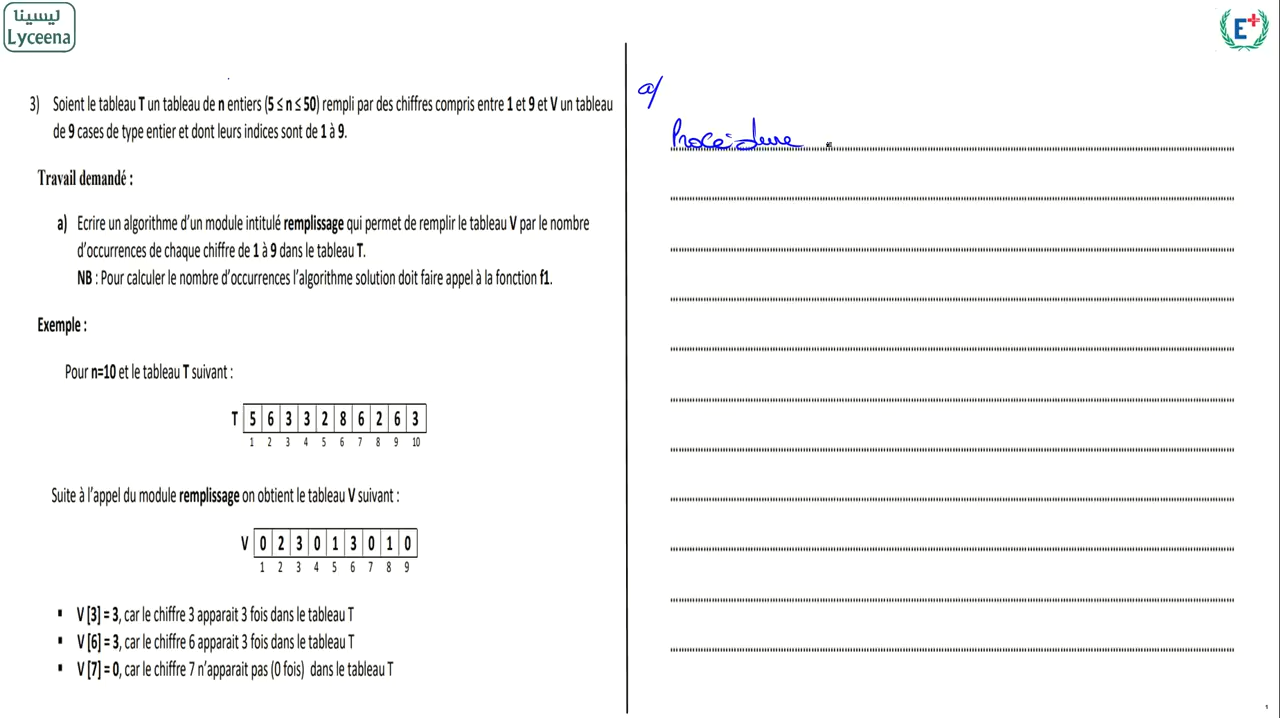 ليسينا
Lyceena
E+
3) Soient le tableau T un tableau de n entiers (5 ≤ n ≤ 50) rempli par des chiffres compris entre 1 et 9 et V un tableau
de 9 cases de type entier et dont leurs indices sont de 1 à 9.
Travail demandé :
a) Ecrire un algorithme d'un module intitulé remplissage qui permet de remplir le tableau V par le nombre
d'occurrences de chaque chiffre de 1 à 9 dans le tableau T.
NB : Pour calculer le nombre d'occurrences l'algorithme solution doit faire appel à la fonction f1.
Exemple :
Pour n=10 et le tableau T suivant :
T 5 6 3 3 2 8 6 2 6 3
1 2 3 4 5 6 7 8 9 10
Suite à l'appel du module remplissage on obtient le tableau V suivant :
V 0 2 3 0 1 3 0 1 0
1 2 3 4 5 6 7 8 9
▪ V [3] = 3, car le chiffre 3 apparait 3 fois dans le tableau T
▪ V [6] = 3, car le chiffre 6 apparait 3 fois dans le tableau T
▪ V [7] = 0, car le chiffre 7 n'apparait pas (0 fois) dans le tableau T
a/
Procédure
1